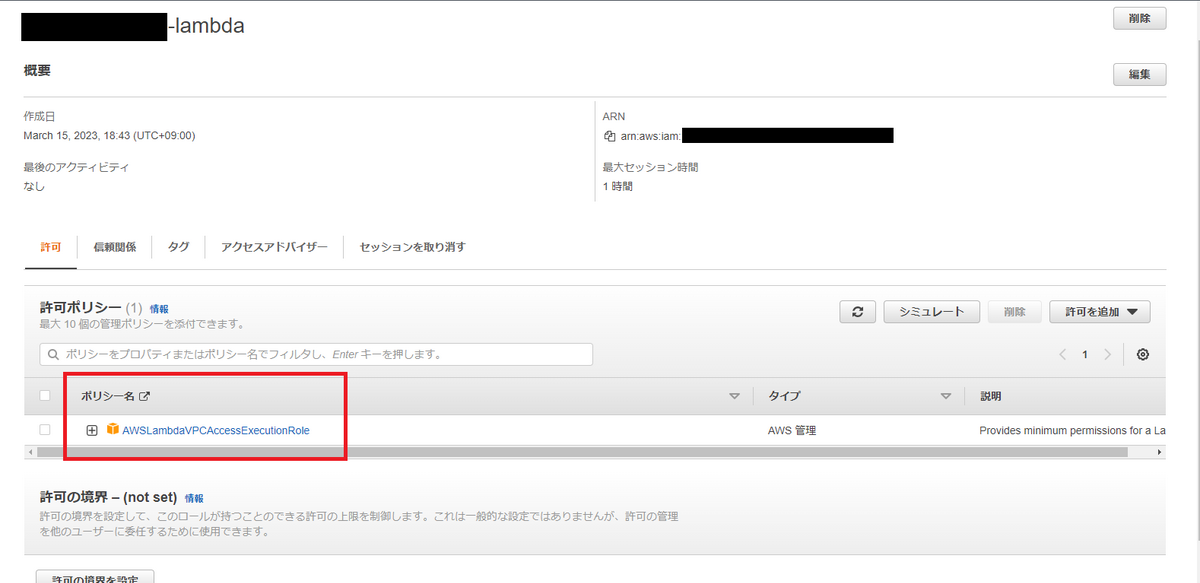 -lambda
削除
概要
編集
作成日
March 15, 2023, 18:43 (UTC+09:00)
ARN
arn:aws:iam:
最後のアクティビティ
なし
最大セッション時間
1 時間
許可 信頼関係 タグ アクセスアドバイザー セッションを取り消す
許可ポリシー (1) 情報
最大 10 個の管理ポリシーを添付できます。
シミュレート 削除 許可を追加
ポリシーをプロパティまたはポリシー名でフィルタし、Enter キーを押します。
1
ポリシー名 タイプ 説明
AWSLambdaVPCAccessExecutionRole AWS 管理 Provides minimum permissions for a La
許可の境界 – (not set) 情報
許可の境界を設定して、このロールが持つことのできる許可の上限を制御します。これは一般的な設定ではありませんが、許可の管理
を他のユーザーに委任するために使用できます。
許可の境界を設定